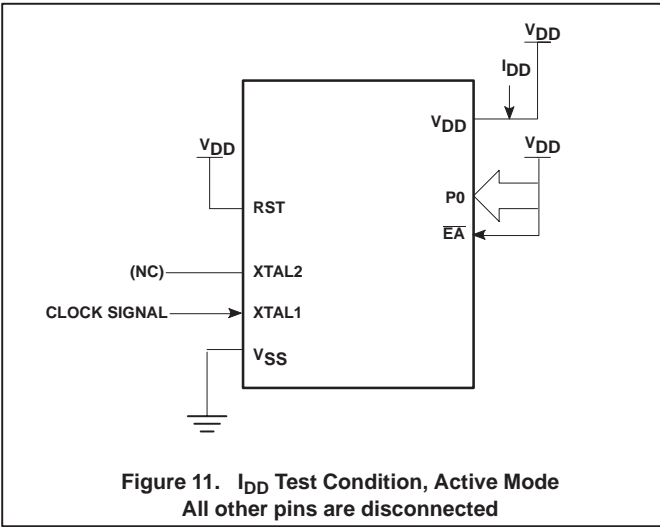 VDD
IDD
VDD
VDD
VDD
P0
RST
EA
(NC) XTAL2
CLOCK SIGNAL XTAL1
VSS
Figure 11. IDD Test Condition, Active Mode
All other pins are disconnected